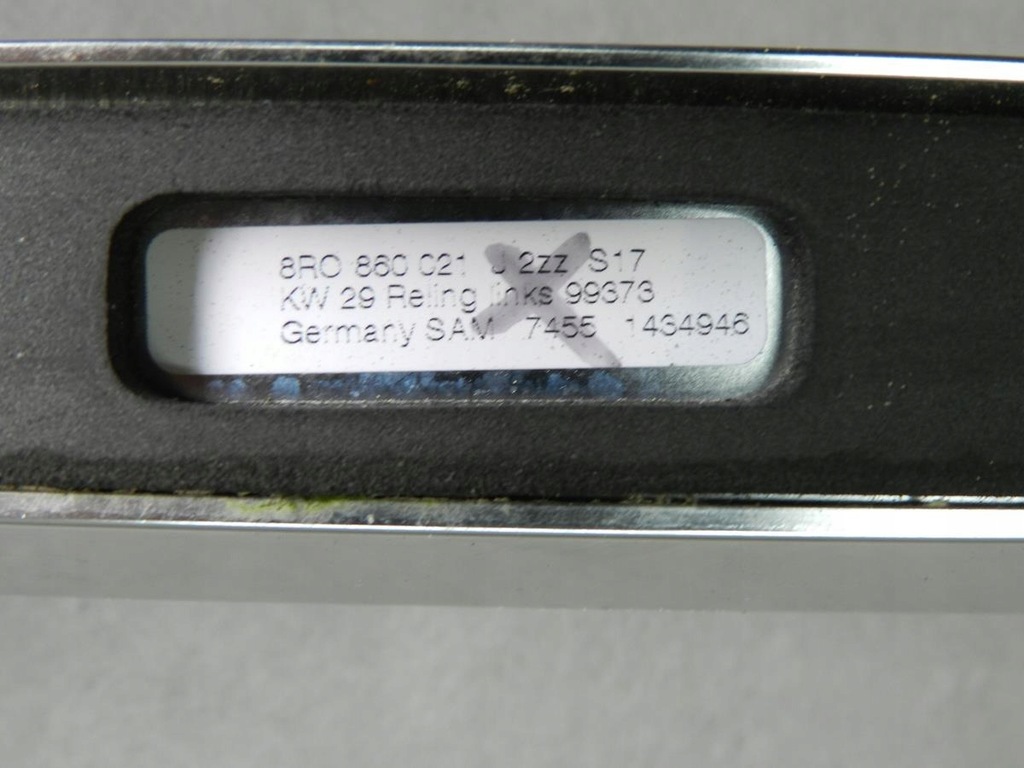 8RO 860 021 2zz S17
KW 29 Reling links 99373
Germany SAM 7455 1434946